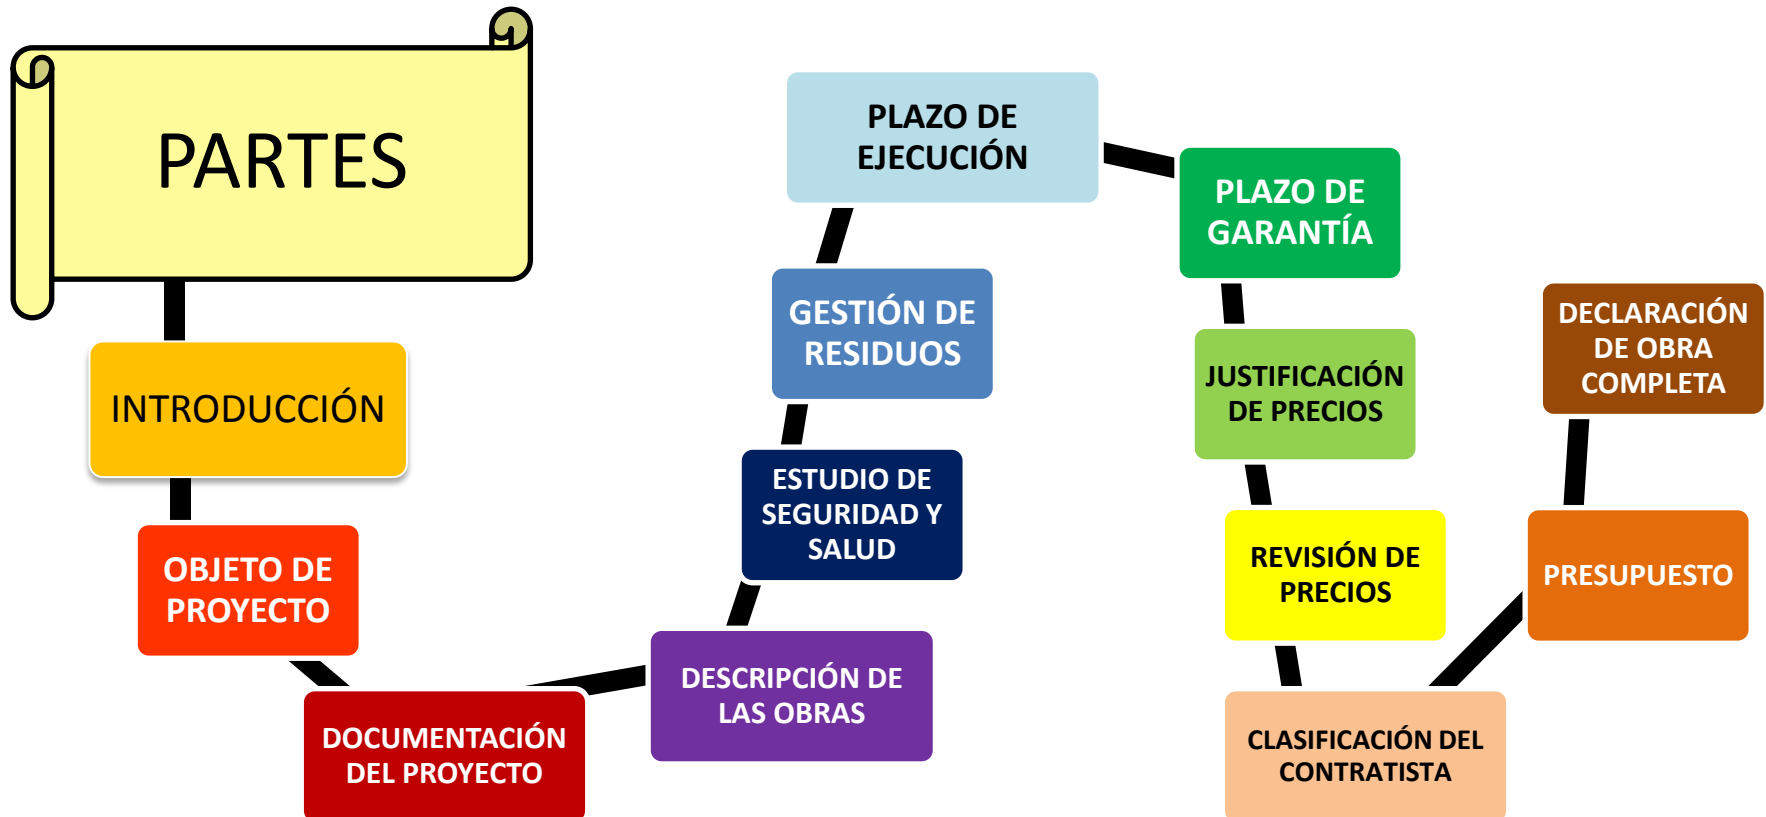 PARTES
INTRODUCCIÓN
OBJETO DE
PROYECTO
DOCUMENTACIÓN
DEL PROYECTO
DESCRIPCIÓN DE
LAS OBRAS
ESTUDIO DE
SEGURIDAD Y
SALUD
GESTIÓN DE
RESIDUOS
PLAZO DE
EJECUCIÓN
PLAZO DE
GARANTÍA
JUSTIFICACIÓN
DE PRECIOS
REVISIÓN DE
PRECIOS
CLASIFICACIÓN DEL
CONTRATISTA
PRESUPUESTO
DECLARACIÓN
DE OBRA
COMPLETA